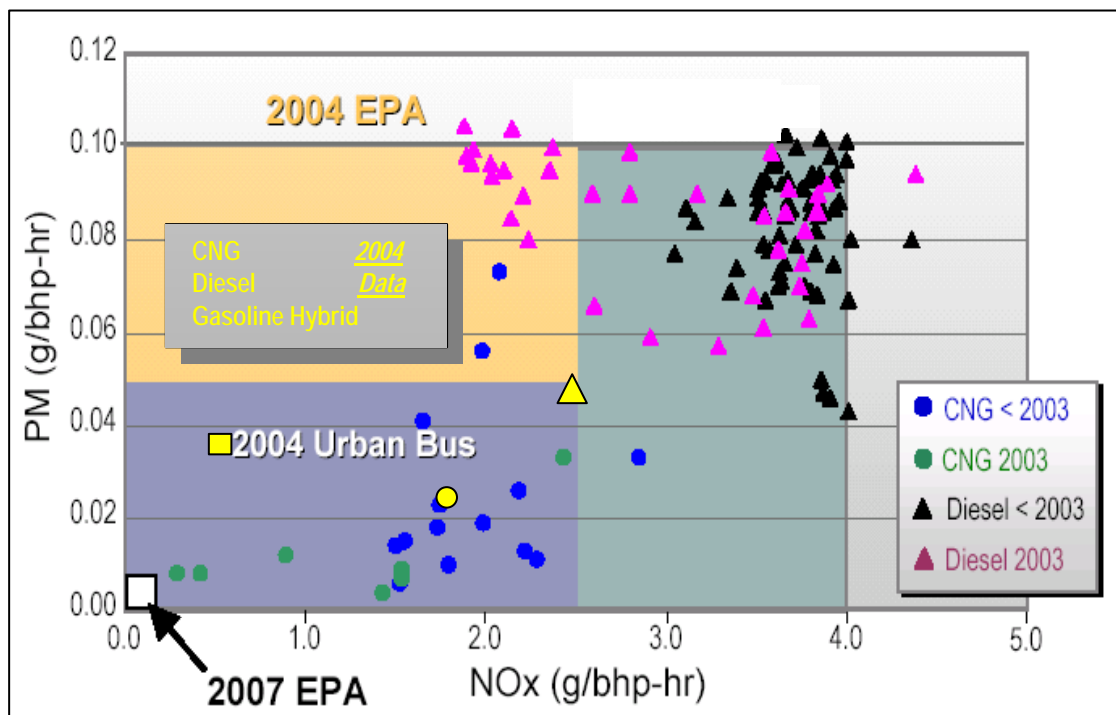 0.12
0.10
0.08
0.06
0.04
0.02
0.00
PM (g/bhp-hr)
2004 EPA
CNG 2004
Diesel Data
Gasoline Hybrid
2004 Urban Bus
CNG < 2003
CNG 2003
Diesel < 2003
Diesel 2003
0.0 1.0 2.0 3.0 4.0 5.0
NOx (g/bhp-hr)
2007 EPA